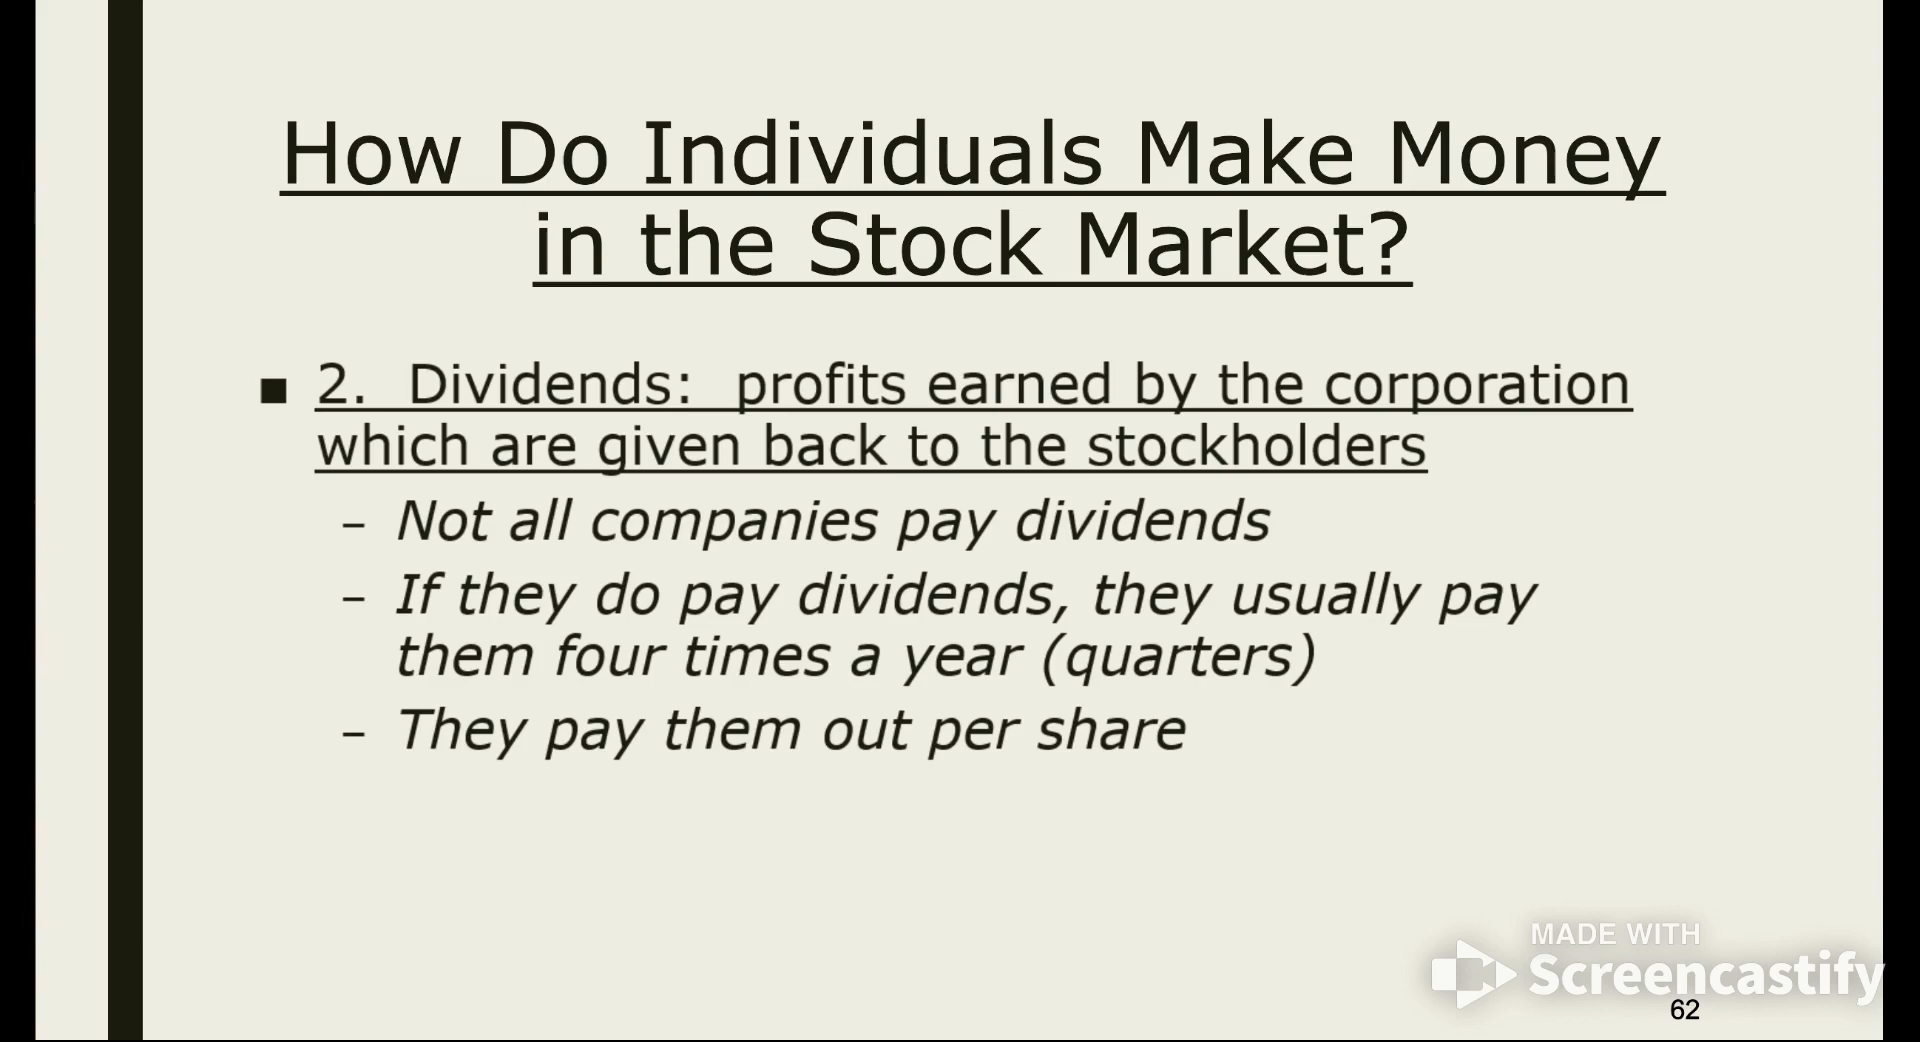 How Do Individuals Make Money
in the Stock Market?
■ 2.  Dividends:  profits earned by the corporation
which are given back to the stockholders
– Not all companies pay dividends
– If they do pay dividends, they usually pay
them four times a year (quarters)
– They pay them out per share
MADE WITH
Screencastify
62